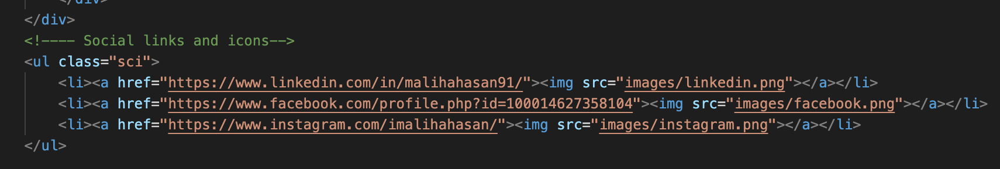 </div>
</div>
<!---- Social links and icons-->
<ul class="sci">
<li><a href="https://www.linkedin.com/in/malihahasan91/"><img src="images/linkedin.png"></a></li>
<li><a href="https://www.facebook.com/profile.php?id=100014627358104"><img src="images/facebook.png"></a></li>
<li><a href="https://www.instagram.com/imalihahasan/"><img src="images/instagram.png"></a></li>
</ul>